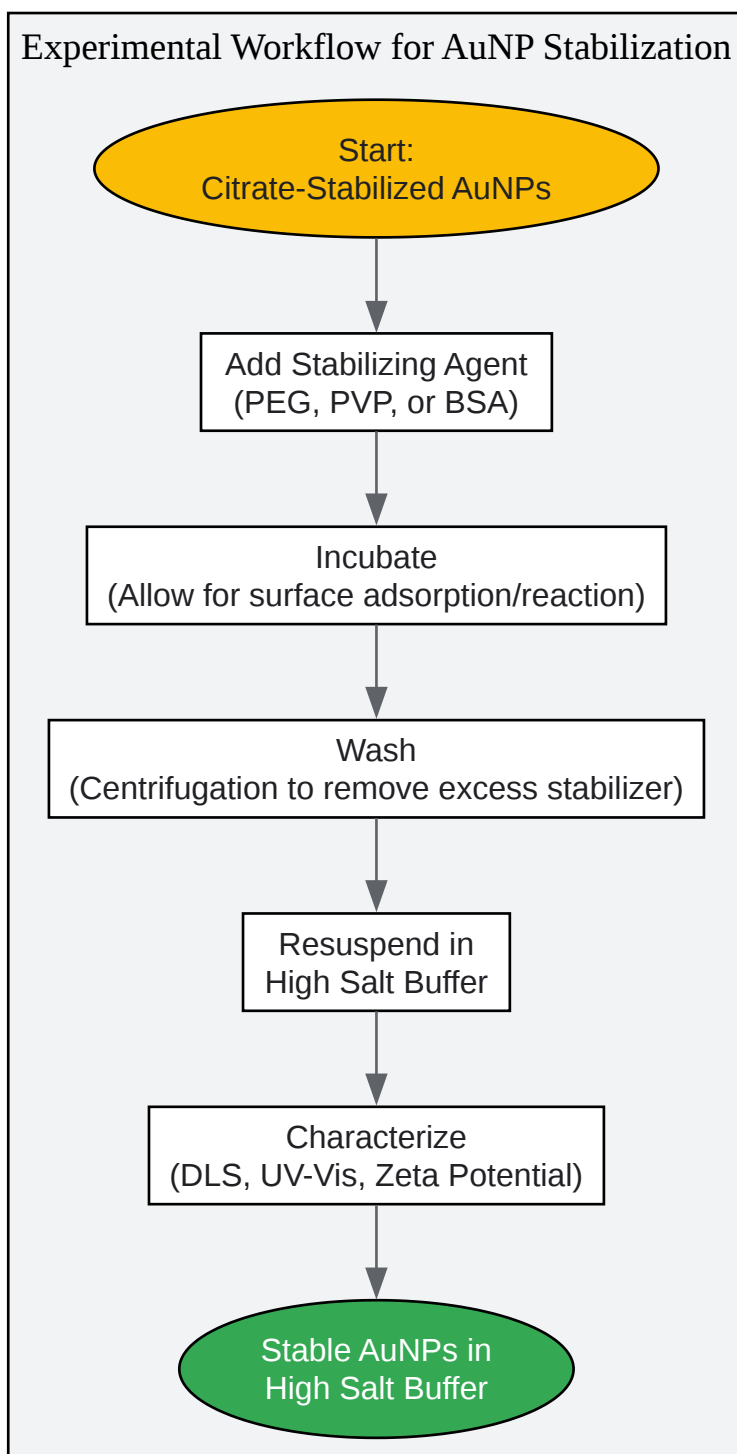 Experimental Workflow for AuNP Stabilization
Start:
Citrate-Stabilized AuNPs
Add Stabilizing Agent
(PEG, PVP, or BSA)
Incubate
(Allow for surface adsorption/reaction)
Wash
(Centrifugation to remove excess stabilizer)
Resuspend in
High Salt Buffer
Characterize
(DLS, UV-Vis, Zeta Potential)
Stable AuNPs in
High Salt Buffer